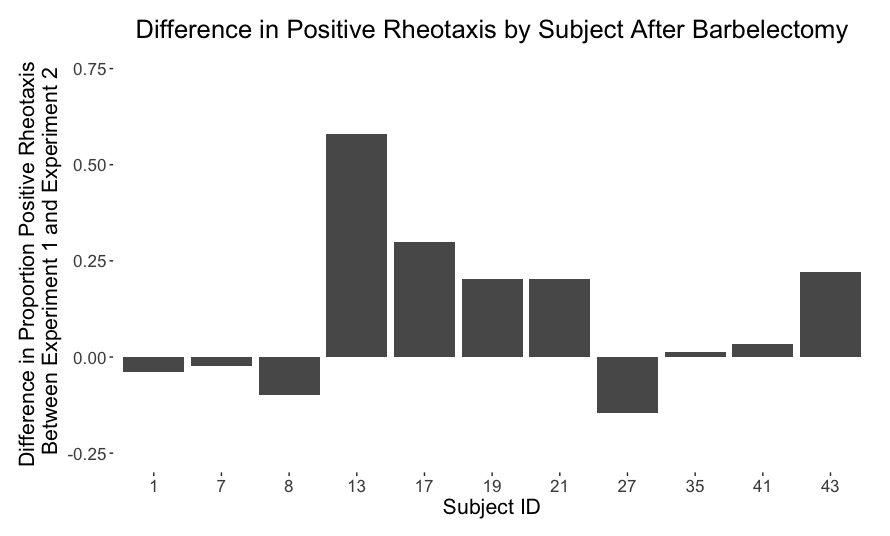 Difference in Positive Rheotaxis by Subject After Barbelectomy
Difference in Proportion Positive Rheotaxis
Between Experiment 1 and Experiment 2
0.75
0.50
0.25
0.00
-0.25
1 7 8 13 17 19 21 27 35 41 43
Subject ID